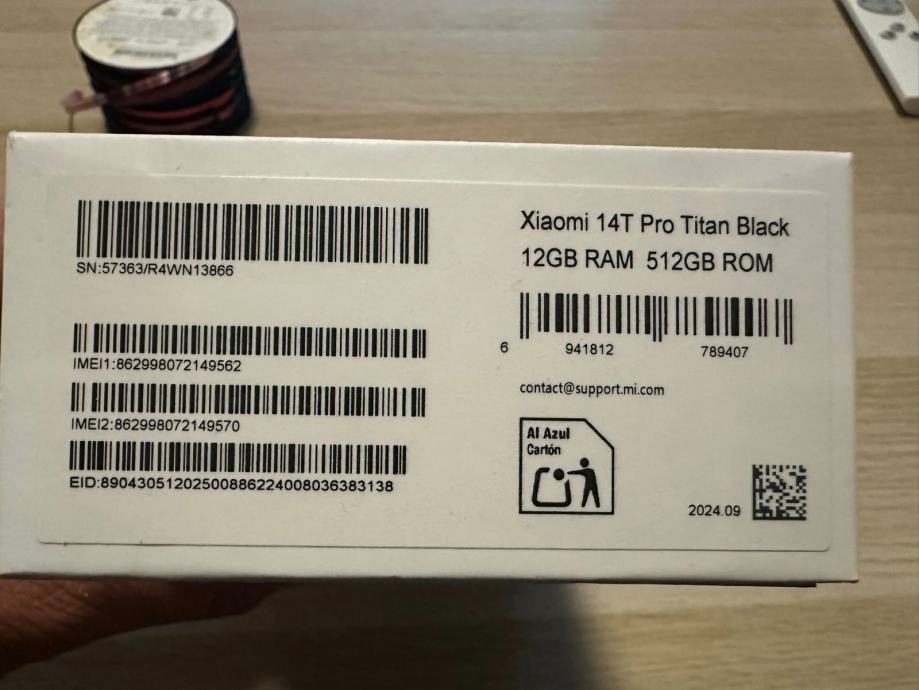 SN:57363/R4WN13866
IMEI1:862998072149562
IMEI2:862998072149570
EID:89043051202500886224008036383138
Xiaomi 14T Pro Titan Black
12GB RAM 512GB ROM
6 941812 789407
contact@support.mi.com
Al Azul
Cartón
2024.09